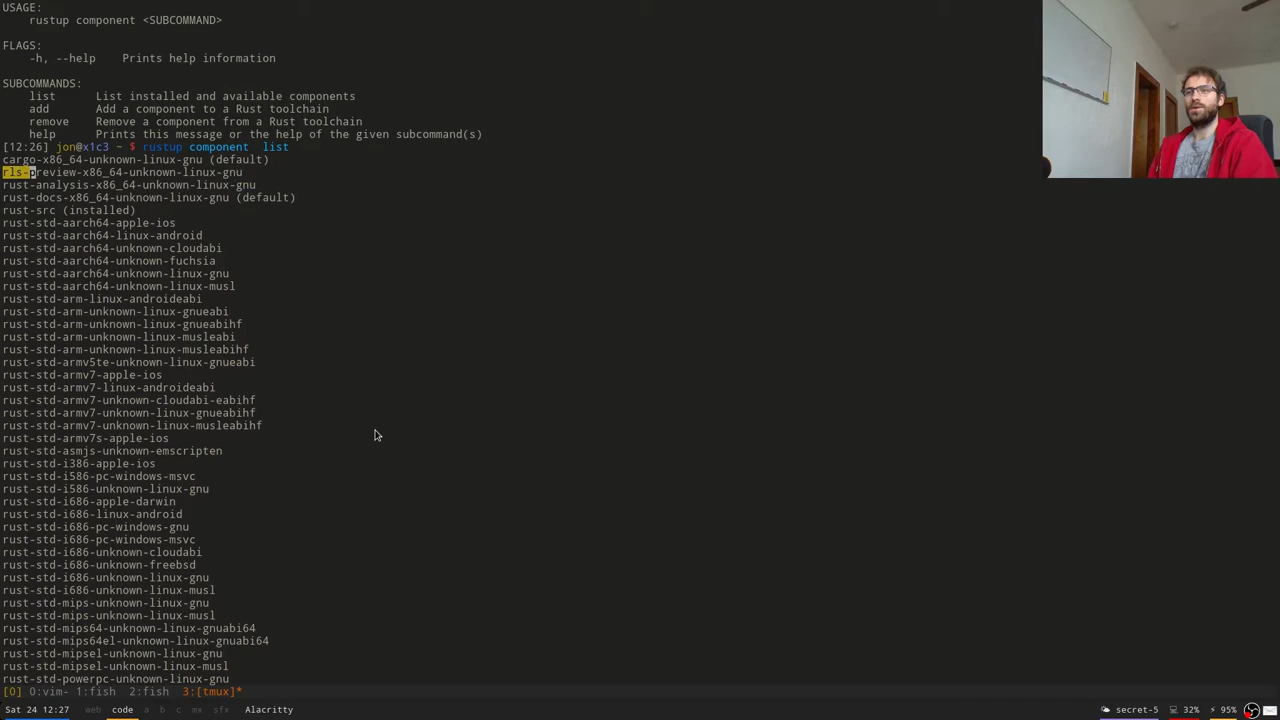 USAGE:
    rustup component <SUBCOMMAND>
FLAGS:
    -h, --help    Prints help information
SUBCOMMANDS:
    list      List installed and available components
    add       Add a component to a Rust toolchain
    remove    Remove a component from a Rust toolchain
    help      Prints this message or the help of the given subcommand(s)
[12:26] jon@x1c3 ~ $ rustup component  list
cargo-x86_64-unknown-linux-gnu (default)
rls-preview-x86_64-unknown-linux-gnu
rust-analysis-x86_64-unknown-linux-gnu
rust-docs-x86_64-unknown-linux-gnu (default)
rust-src (installed)
rust-std-aarch64-apple-ios
rust-std-aarch64-linux-android
rust-std-aarch64-unknown-cloudabi
rust-std-aarch64-unknown-fuchsia
rust-std-aarch64-unknown-linux-gnu
rust-std-aarch64-unknown-linux-musl
rust-std-arm-linux-androideabi
rust-std-arm-unknown-linux-gnueabi
rust-std-arm-unknown-linux-gnueabihf
rust-std-arm-unknown-linux-musleabi
rust-std-arm-unknown-linux-musleabihf
rust-std-armv5te-unknown-linux-gnueabi
rust-std-armv7-apple-ios
rust-std-armv7-linux-androideabi
rust-std-armv7-unknown-cloudabi-eabihf
rust-std-armv7-unknown-linux-gnueabihf
rust-std-armv7-unknown-linux-musleabihf
rust-std-armv7s-apple-ios
rust-std-asmjs-unknown-emscripten
rust-std-i386-apple-ios
rust-std-i586-pc-windows-msvc
rust-std-i586-unknown-linux-gnu
rust-std-i686-apple-darwin
rust-std-i686-linux-android
rust-std-i686-pc-windows-gnu
rust-std-i686-pc-windows-msvc
rust-std-i686-unknown-cloudabi
rust-std-i686-unknown-freebsd
rust-std-i686-unknown-linux-gnu
rust-std-i686-unknown-linux-musl
rust-std-mips-unknown-linux-gnu
rust-std-mips-unknown-linux-musl
rust-std-mips64-unknown-linux-gnuabi64
rust-std-mips64el-unknown-linux-gnuabi64
rust-std-mipsel-unknown-linux-gnu
rust-std-mipsel-unknown-linux-musl
rust-std-powerpc-unknown-linux-gnu
[0] 0:vim- 1:fish  2:fish  3:[tmux]*
Sat 24 12:27 web code a b c mx sfx Alacritty secret-5 32% 95%